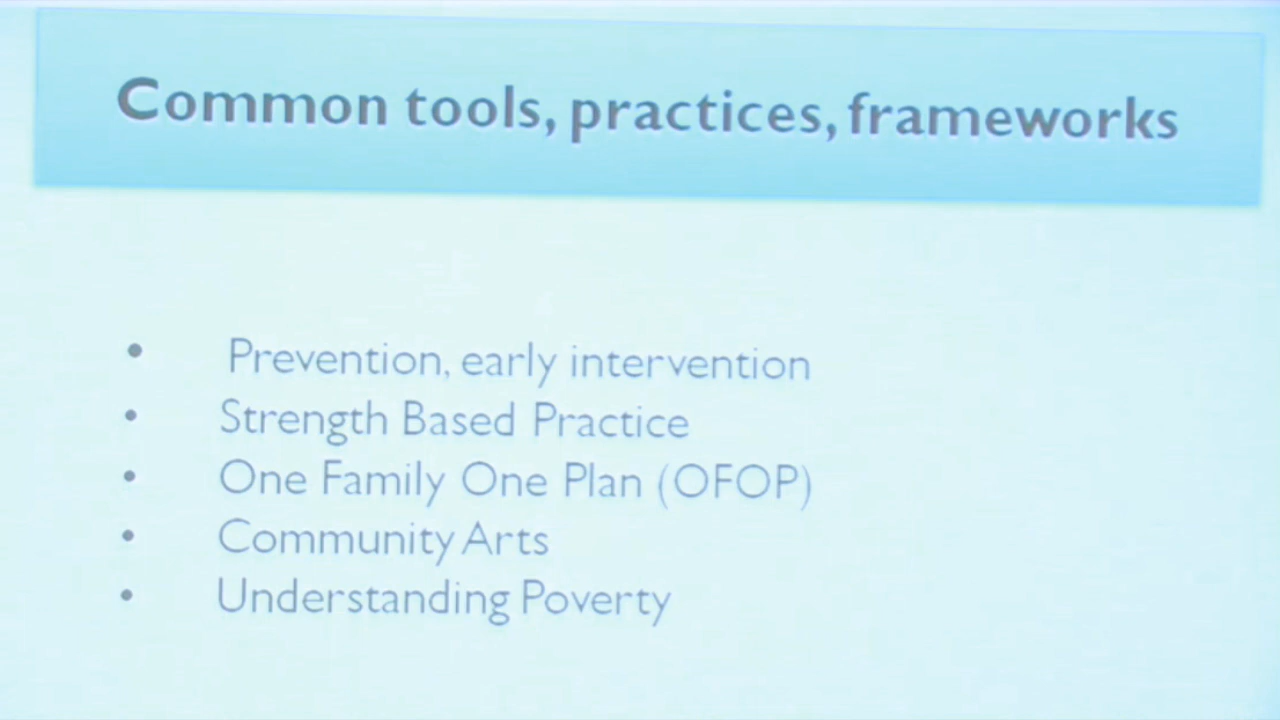 Common tools, practices, frameworks
• Prevention, early intervention
• Strength Based Practice
• One Family One Plan (OFOP)
• Community Arts
• Understanding Poverty